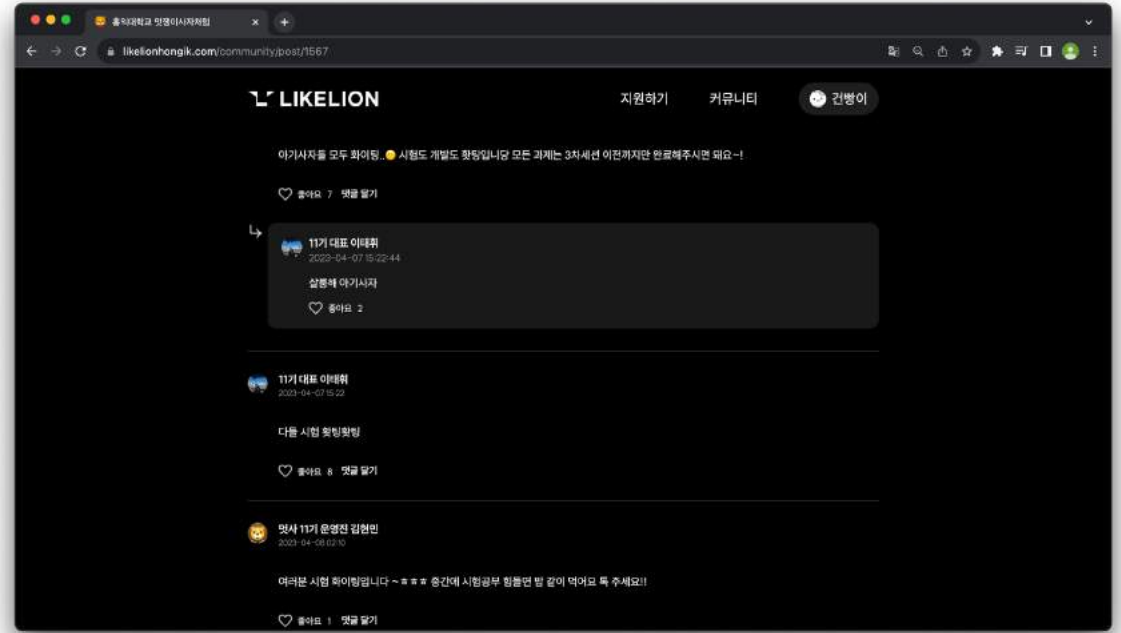 홍익대학교 멋쟁이사자처럼
likelionhongik.com/community/post/1567
LIKELION
지원하기
커뮤니티
건빵이
아기사자들 모두 화이팅..😊 시험도 개발도 홧팅입니당 모든 과제는 3차세션 이전까지만 완료해주시면 돼요~!
좋아요 7 댓글 달기
11기 대표 이태휘
2023-04-07 15:22:44
살룽해 아기사자
좋아요 2
11기 대표 이태휘
2023-04-07 15:22
다들 시험 홧팅홧팅
좋아요 8 댓글 달기
멋사 11기 운영진 김현민
2023-04-08 02:10
여러분 시험 화이팅입니다 ~ ㅎㅎㅎ 중간에 시험공부 힘들면 밥 같이 먹어요 톡 주세요!!
좋아요 1 댓글 달기